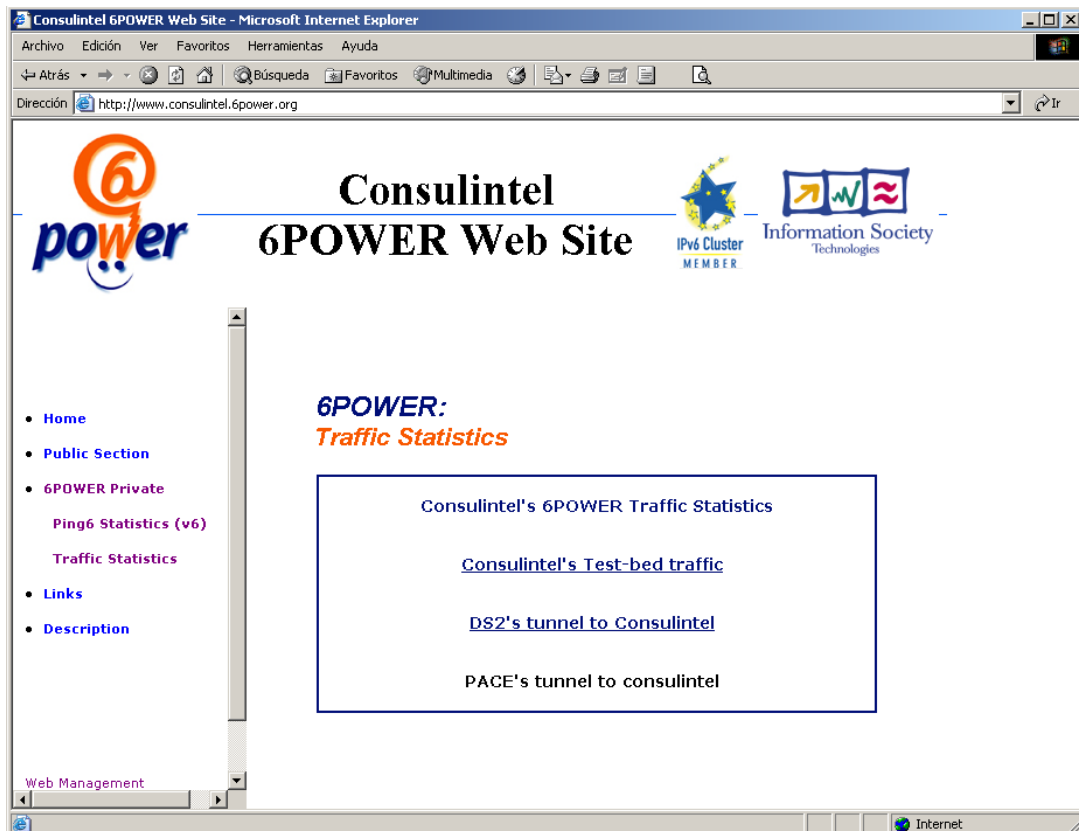 Consulintel 6POWER Web Site - Microsoft Internet Explorer
Archivo Edición Ver Favoritos Herramientas Ayuda
Atrás Búsqueda Favoritos Multimedia
Dirección http://www.consulintel.6power.org Ir
6
power
Consulintel
6POWER Web Site
IPv6 Cluster
MEMBER
Information Society
Technologies
Home
Public Section
6POWER Private
Ping6 Statistics (v6)
Traffic Statistics
Links
Description
Web Management
6POWER:
Traffic Statistics
Consulintel's 6POWER Traffic Statistics
Consulintel's Test-bed traffic
DS2's tunnel to Consulintel
PACE's tunnel to consulintel
Internet